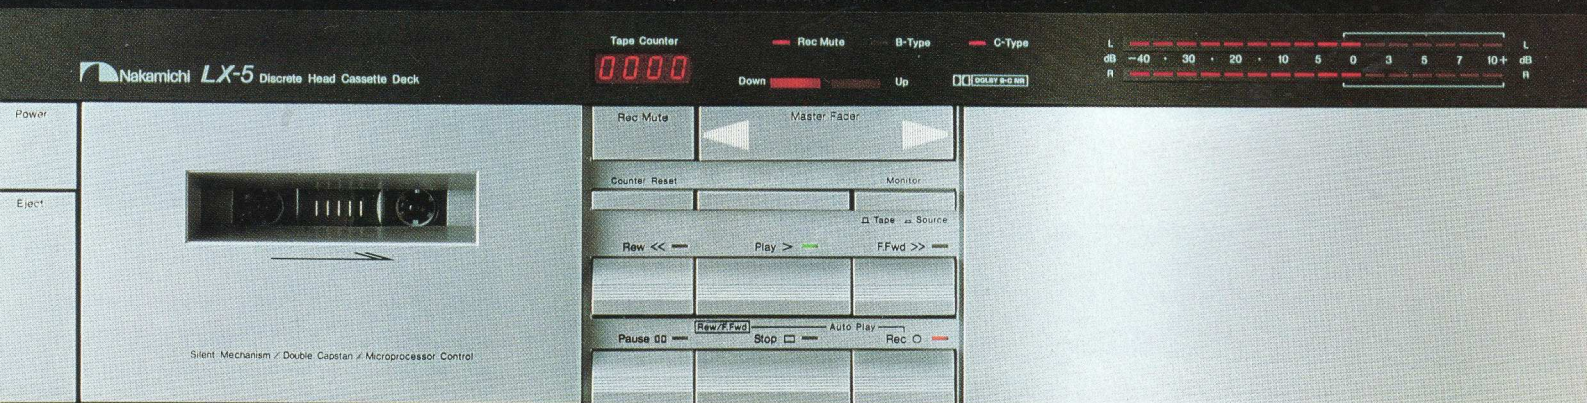 Nakamichi LX-5 Discrete Head Cassette Deck
Tape Counter
0000
Rec Mute
B-Type
C-Type
Down
Up
DOLBY B-C NR
L
L
dB -40 · 30 · 20 · 10 5 0 3 5 7 10+ dB
R
R
Power
Eject
Rec Mute
Master Fader
Counter Reset
Monitor
Tape Source
Rew <<
Play >
F.Fwd >>
Rew/F.Fwd
Auto Play
Pause
Stop
Rec
Silent Mechanism / Double Capstan / Microprocessor Control